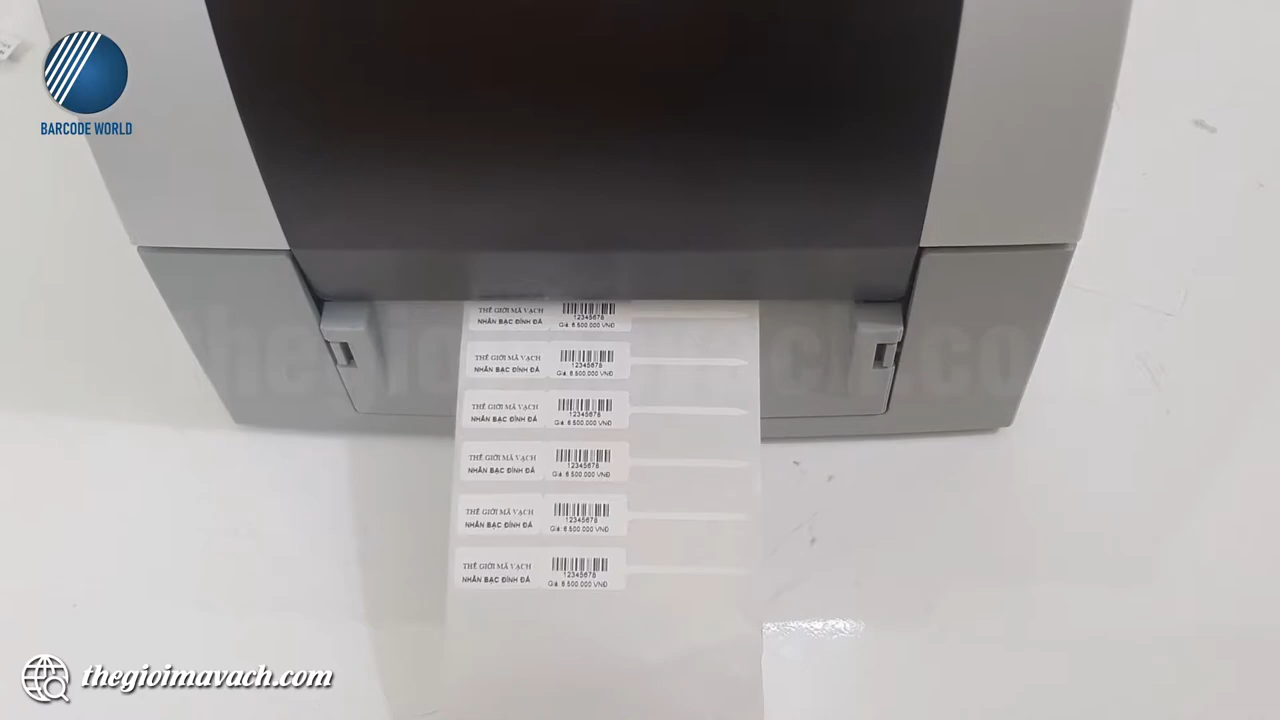 BARCODE WORLD
THẾ GIỚI MÃ VẠCH
NHẪN BẠC ĐÍNH ĐÁ
12345678
Giá: 6.500.000 VNĐ
THẾ GIỚI MÃ VẠCH
NHẪN BẠC ĐÍNH ĐÁ
12345678
Giá: 6.500.000 VNĐ
THẾ GIỚI MÃ VẠCH
NHẪN BẠC ĐÍNH ĐÁ
12345678
Giá: 6.500.000 VNĐ
THẾ GIỚI MÃ VẠCH
NHẪN BẠC ĐÍNH ĐÁ
12345678
Giá: 6.500.000 VNĐ
THẾ GIỚI MÃ VẠCH
NHẪN BẠC ĐÍNH ĐÁ
12345678
Giá: 6.500.000 VNĐ
THẾ GIỚI MÃ VẠCH
NHẪN BẠC ĐÍNH ĐÁ
12345678
Giá: 6.500.000 VNĐ
thegioimavach.com
thegioimavach.com